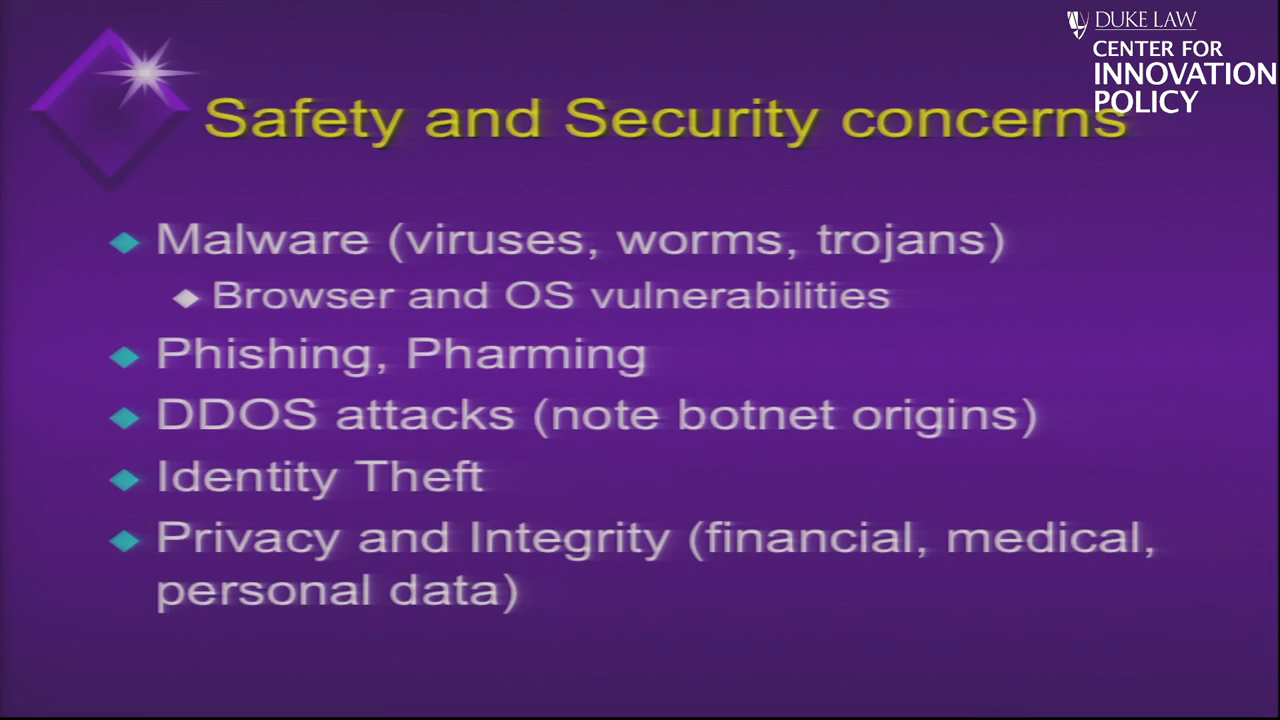 DUKE LAW
CENTER FOR
INNOVATION
POLICY
Safety and Security concerns
Malware (viruses, worms, trojans)
Browser and OS vulnerabilities
Phishing, Pharming
DDOS attacks (note botnet origins)
Identity Theft
Privacy and Integrity (financial, medical,
personal data)